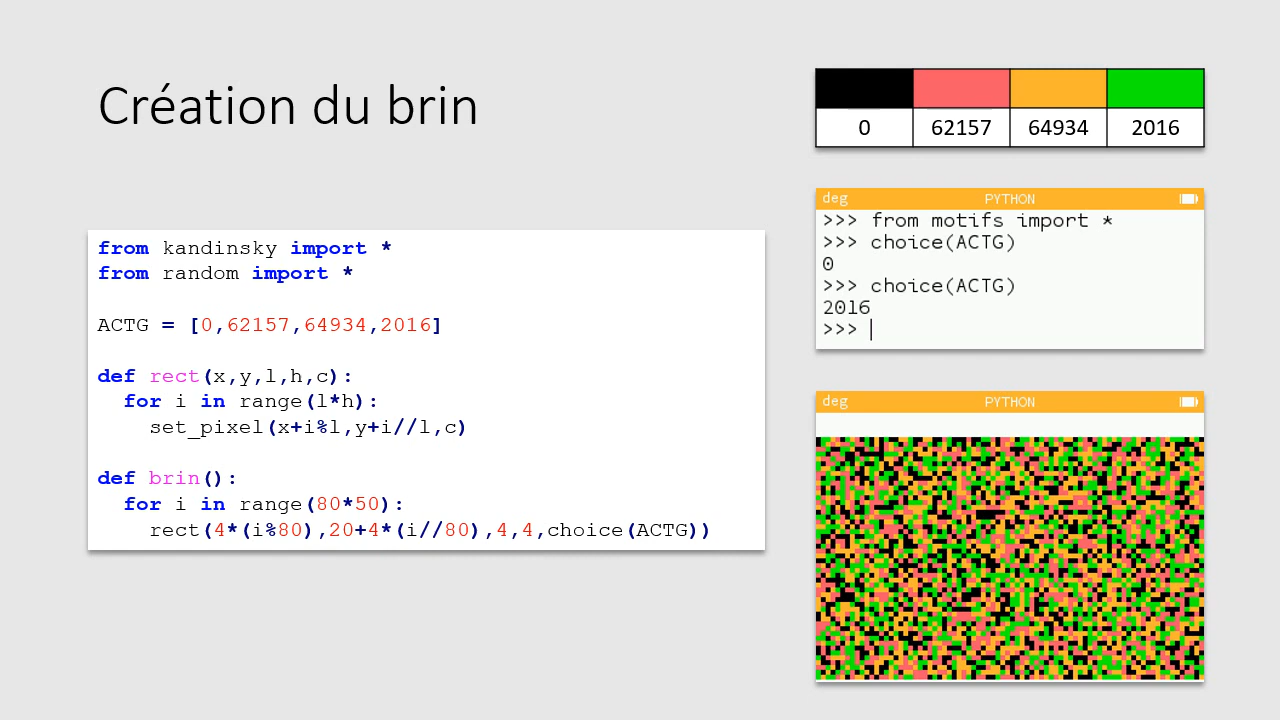 Création du brin
0 62157 64934 2016
from kandinsky import *
from random import *
ACTG = [0,62157,64934,2016]
def rect(x,y,l,h,c):
  for i in range(l*h):
    set_pixel(x+i%l,y+i//l,c)
def brin():
  for i in range(80*50):
    rect(4*(i%80),20+4*(i//80),4,4,choice(ACTG))
deg PYTHON
>>> from motifs import *
>>> choice(ACTG)
0
>>> choice(ACTG)
2016
>>>
deg PYTHON